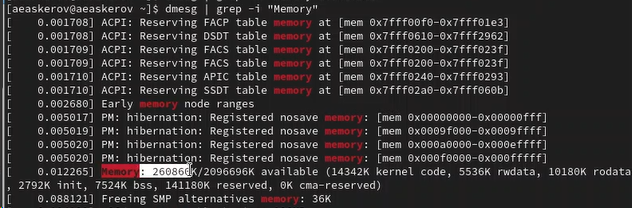 [aeaskerov@aeaskerov ~]$ dmesg | grep -i "Memory"
[    0.001708] ACPI: Reserving FACP table memory at [mem 0x7fff00f0-0x7fff01e3]
[    0.001708] ACPI: Reserving DSDT table memory at [mem 0x7fff0610-0x7fff2962]
[    0.001708] ACPI: Reserving FACS table memory at [mem 0x7fff0200-0x7fff023f]
[    0.001709] ACPI: Reserving FACS table memory at [mem 0x7fff0200-0x7fff023f]
[    0.001710] ACPI: Reserving APIC table memory at [mem 0x7fff0240-0x7fff0293]
[    0.001710] ACPI: Reserving SSDT table memory at [mem 0x7fff02a0-0x7fff060b]
[    0.002680] Early memory node ranges
[    0.005017] PM: hibernation: Registered nosave memory: [mem 0x00000000-0x00000fff]
[    0.005019] PM: hibernation: Registered nosave memory: [mem 0x0009f000-0x0009ffff]
[    0.005020] PM: hibernation: Registered nosave memory: [mem 0x000a0000-0x000effff]
[    0.005020] PM: hibernation: Registered nosave memory: [mem 0x000f0000-0x000fffff]
[    0.012265] Memory: 260860K/2096696K available (14342K kernel code, 5536K rwdata, 10180K rodata
, 2792K init, 7524K bss, 141180K reserved, 0K cma-reserved)
[    0.088121] Freeing SMP alternatives memory: 36K